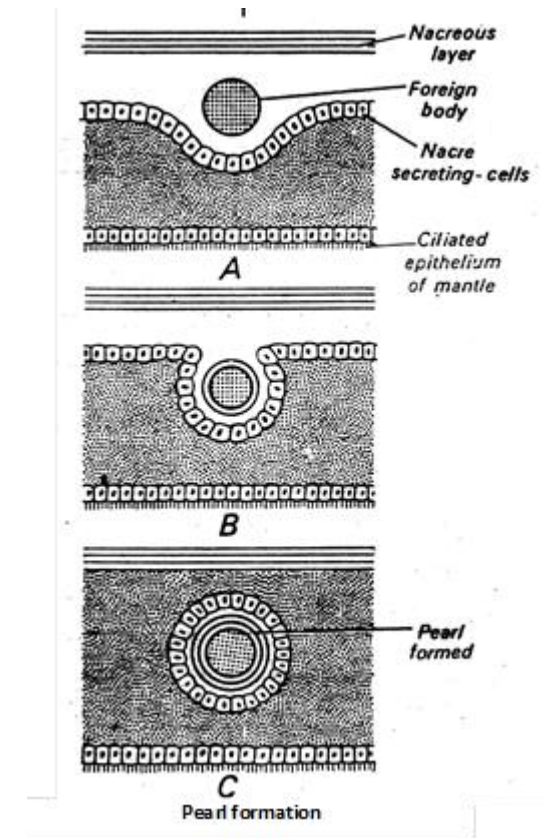 Nacreous
layer
Foreign
body
Nacre
secreting-cells
Ciliated
epithelium
of mantle
A
B
Pearl
formed
C
Pearl formation